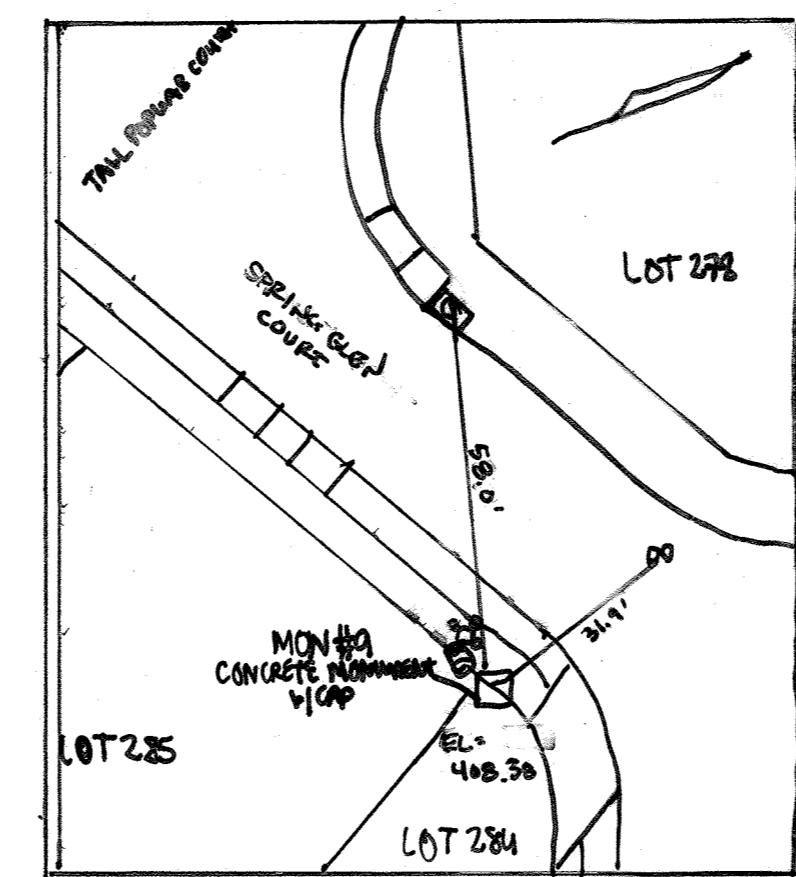 TALL POPLAR COURT
LOT 278
SPRING GLEN
COURT
58.0'
31.9'
MON #9
CONCRETE MONUMENT
W/ CAP
EL=
408.38
LOT 285
LOT 284